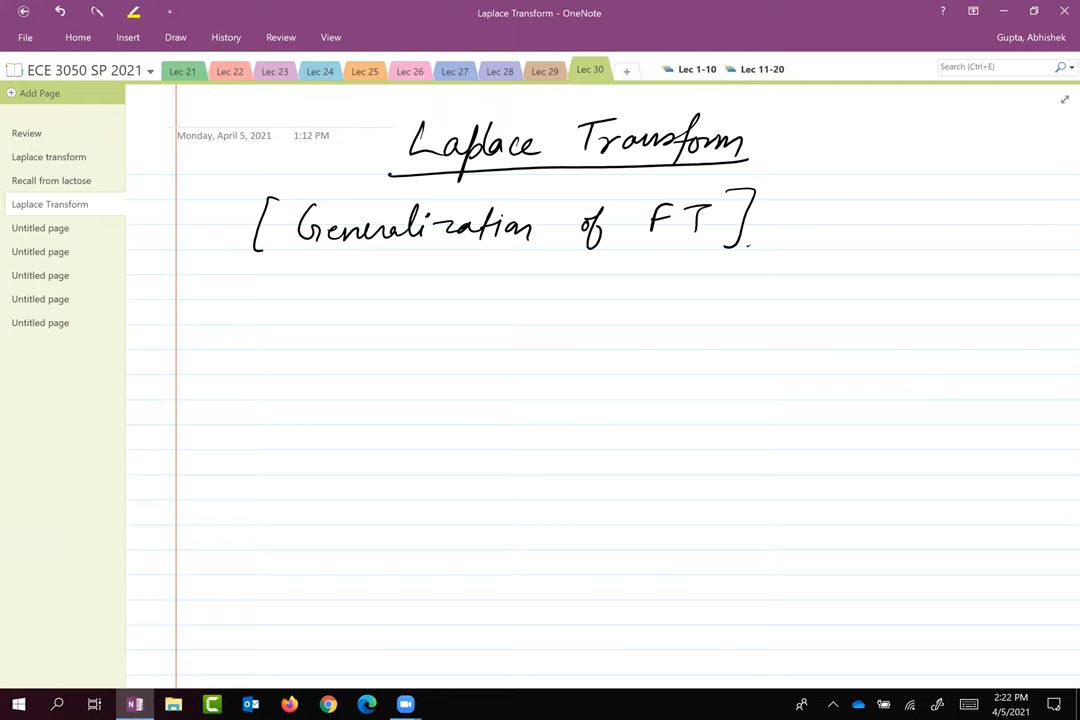 Laplace Transform - OneNote
File Home Insert Draw History Review View
Gupta, Abhishek
ECE 3050 SP 2021
Lec 21 Lec 22 Lec 23 Lec 24 Lec 25 Lec 26 Lec 27 Lec 28 Lec 29 Lec 30 + Lec 1-10 Lec 11-20
Search (Ctrl+E)
Add Page
Review
Laplace transform
Recall from lactose
Laplace Transform
Untitled page
Untitled page
Untitled page
Untitled page
Untitled page
Monday, April 5, 2021 1:12 PM
Laplace Transform
[Generalization of FT].
2:22 PM
4/5/2021